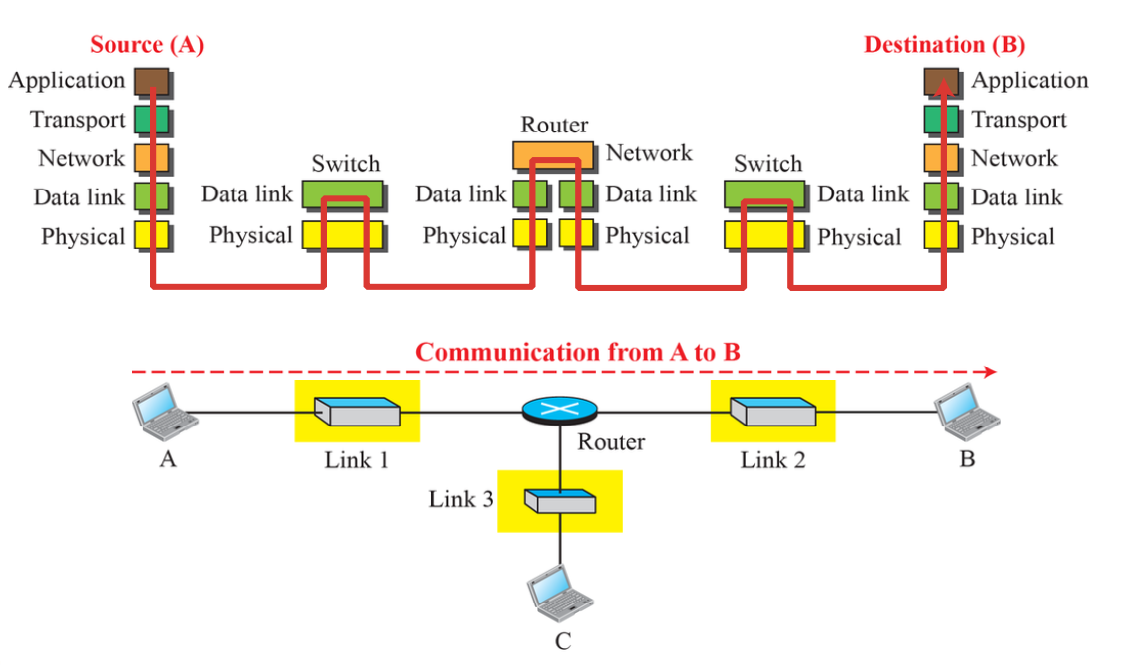 Source (A)
Destination (B)
Application
Transport
Network
Data link
Physical
Switch
Data link
Physical
Router
Network
Data link
Data link
Physical
Physical
Switch
Data link
Physical
Application
Transport
Network
Data link
Physical
Communication from A to B
A
Link 1
Router
Link 2
B
Link 3
C